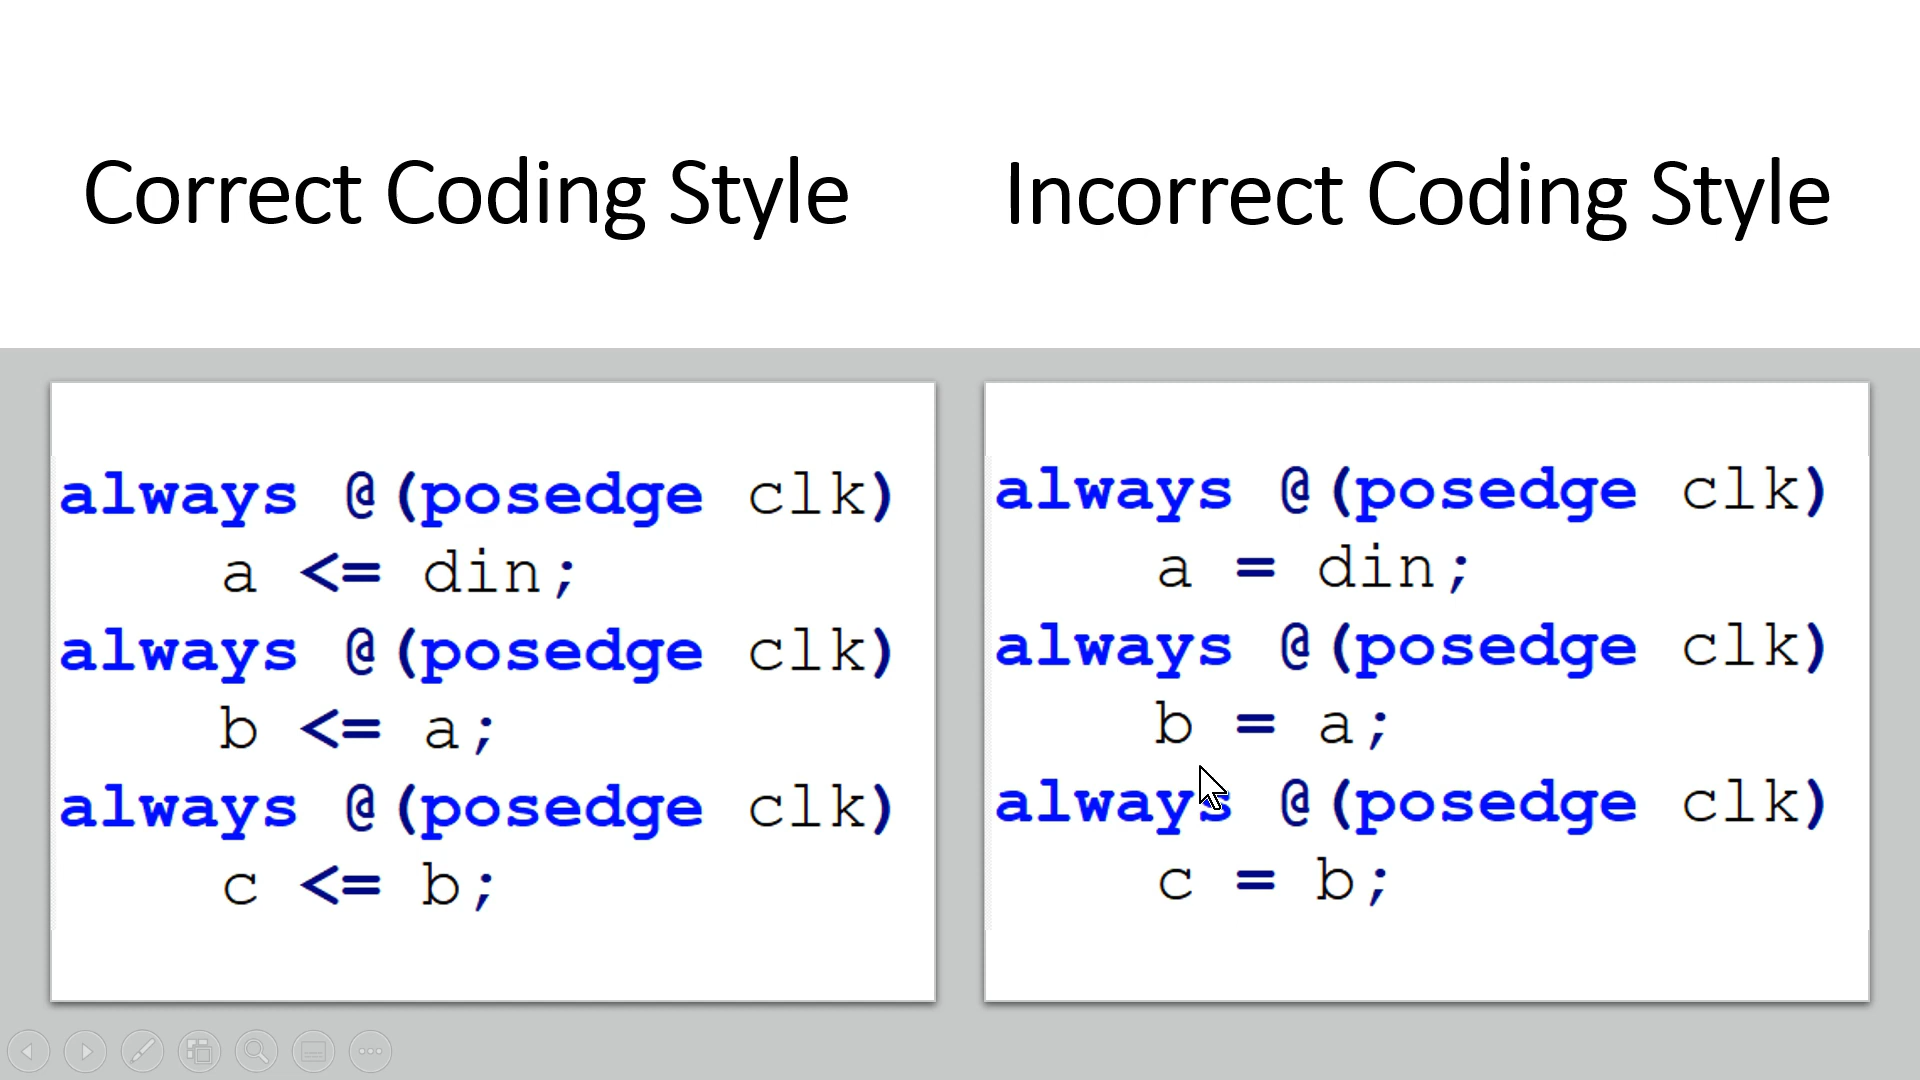 Correct Coding Style
always @(posedge clk)
a <= din;
always @(posedge clk)
b <= a;
always @(posedge clk)
c <= b;
Incorrect Coding Style
always @(posedge clk)
a = din;
always @(posedge clk)
b = a;
always @(posedge clk)
c = b;